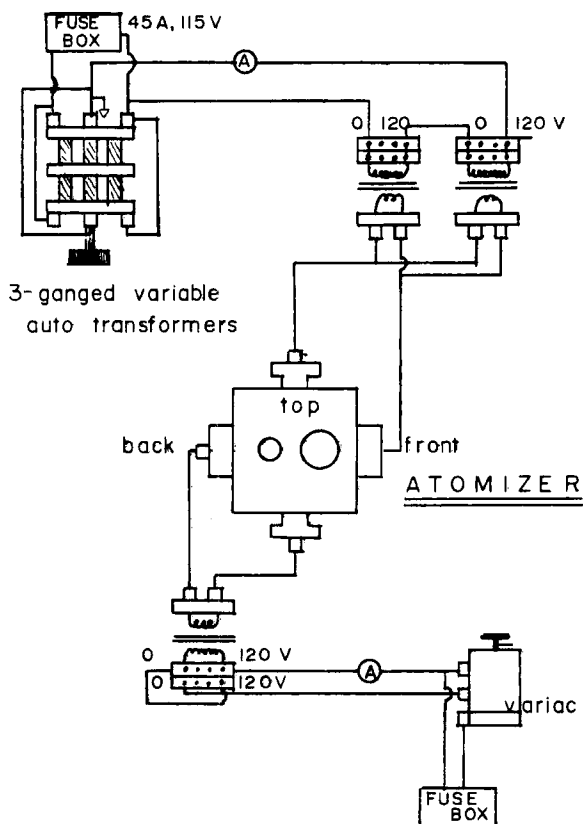 FUSE
BOX
45A, 115V
A
0 120
0 120 V
3-ganged variable
auto transformers
top
back
front
ATOMIZER
0 120 V
0 120V
A
variac
FUSE
BOX